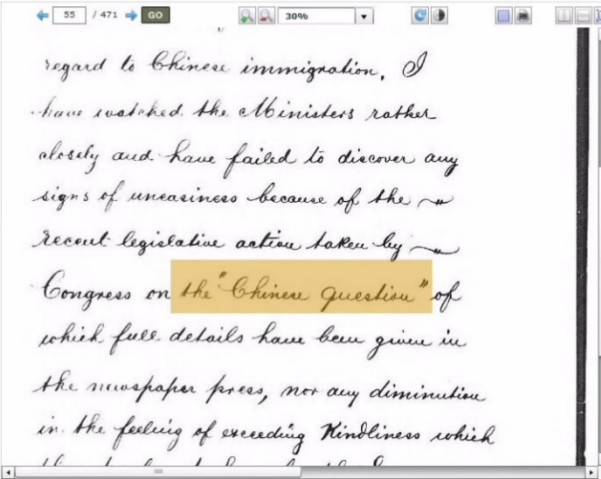 55 / 471 GO 30%
regard to Chinese immigration. I
have watched the Ministers rather
closely and have failed to discover any
signs of uneasiness because of the
recent legislative action taken by
Congress on the "Chinese question" of
which full details have been given in
the newspaper press, nor any diminution
in the feeling of exceeding Kindliness which